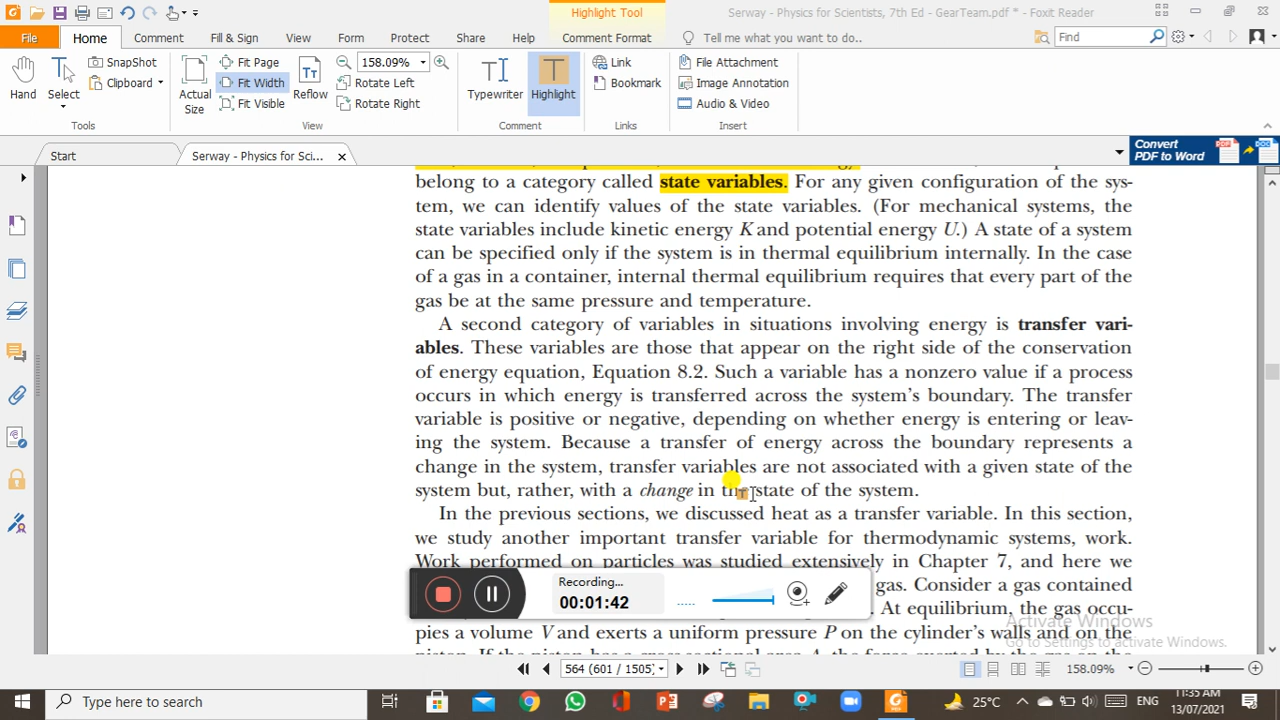 Highlight Tool
Serway - Physics for Scientists, 7th Ed - GearTeam.pdf * - Foxit Reader
File Home Comment Fill & Sign View Form Protect Share Help Comment Format Tell me what you want to do.. Find
SnapShot Fit Page 158.09% Link File Attachment
Clipboard Fit Width Rotate Left Bookmark Image Annotation
Hand Select Actual Size Reflow Fit Visible Rotate Right Typewriter Highlight Audio & Video
Tools View Comment Links Insert
Start Serway - Physics for Sci... Convert PDF to Word
belong to a category called state variables. For any given configuration of the sys-
tem, we can identify values of the state variables. (For mechanical systems, the
state variables include kinetic energy K and potential energy U.) A state of a system
can be specified only if the system is in thermal equilibrium internally. In the case
of a gas in a container, internal thermal equilibrium requires that every part of the
gas be at the same pressure and temperature.
A second category of variables in situations involving energy is transfer vari-
ables. These variables are those that appear on the right side of the conservation
of energy equation, Equation 8.2. Such a variable has a nonzero value if a process
occurs in which energy is transferred across the system's boundary. The transfer
variable is positive or negative, depending on whether energy is entering or leav-
ing the system. Because a transfer of energy across the boundary represents a
change in the system, transfer variables are not associated with a given state of the
system but, rather, with a change in the state of the system.
In the previous sections, we discussed heat as a transfer variable. In this section,
we study another important transfer variable for thermodynamic systems, work.
Work performed on particles was studied extensively in Chapter 7, and here we
gas. Consider a gas contained
At equilibrium, the gas occu-
pies a volume V and exerts a uniform pressure P on the cylinder's walls and on the
Recording...
00:01:42
Activate Windows
Go to Settings to activate Windows.
564 (601 / 1505) 158.09%
Type here to search 25°C ENG 11:35 AM
13/07/2021